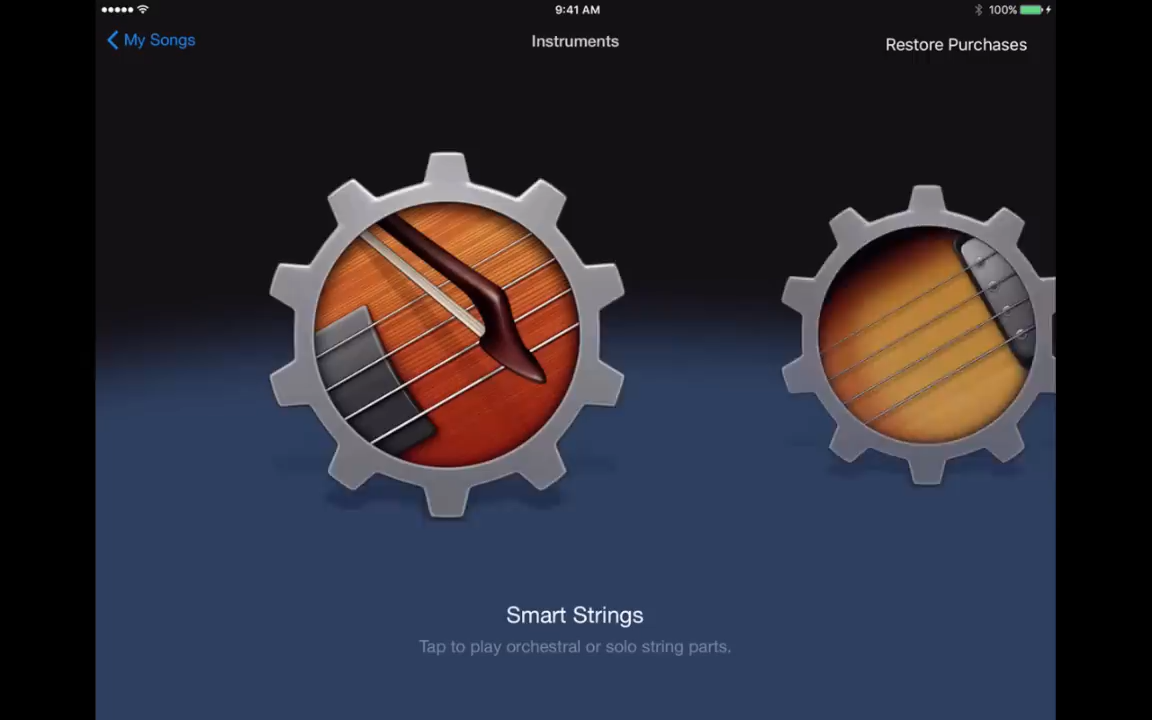 9:41 AM
100%
My Songs
Instruments
Restore Purchases
Smart Strings
Tap to play orchestral or solo string parts.